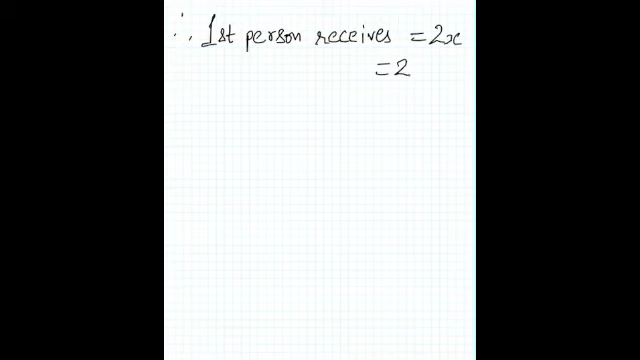 ∴ 1st person receives = 2x
= 2